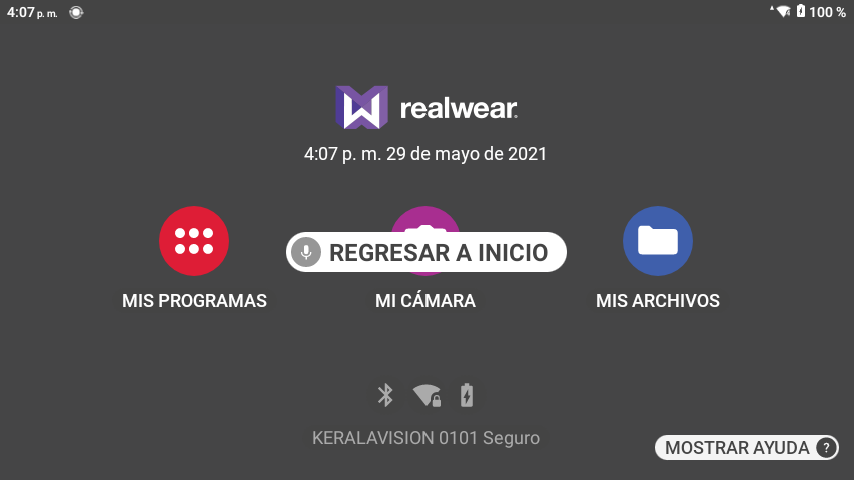 4:07 p. m.
100 %
realwear
4:07 p. m. 29 de mayo de 2021
REGRESAR A INICIO
MIS PROGRAMAS
MI CÁMARA
MIS ARCHIVOS
KERALAVISION 0101 Seguro
MOSTRAR AYUDA ?